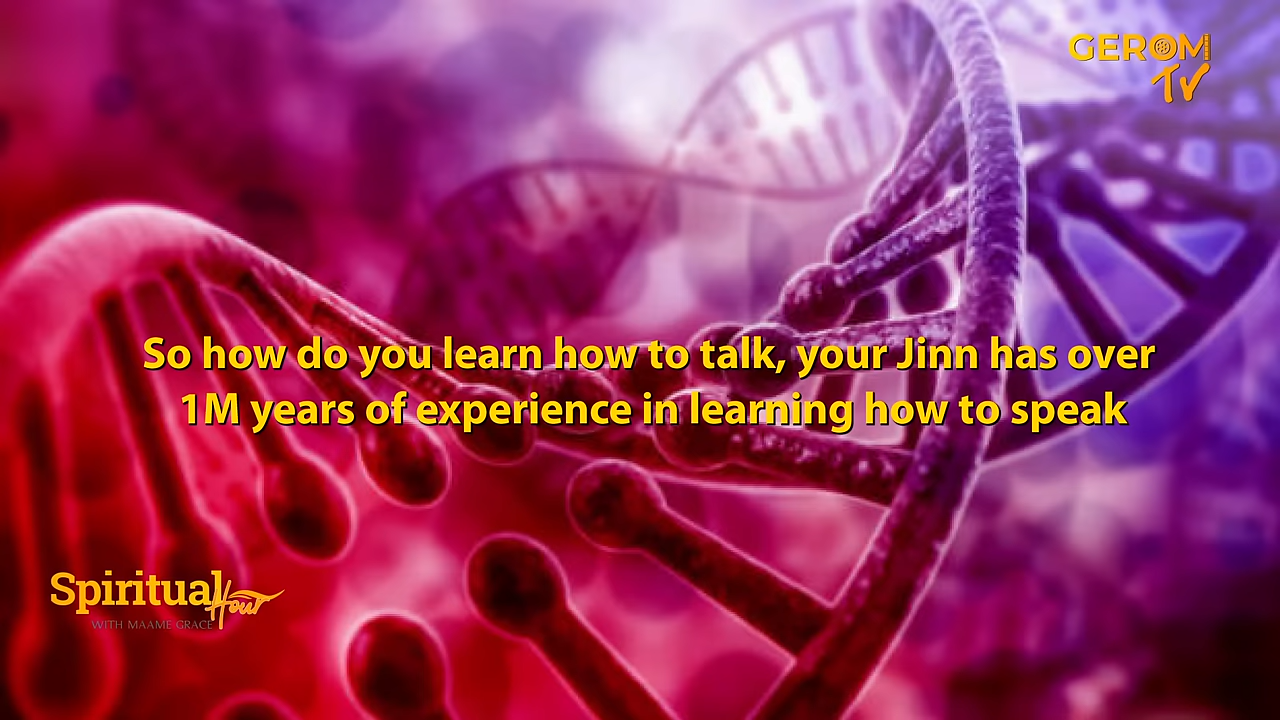 GEROM
TV
So how do you learn how to talk, your Jinn has over
1M years of experience in learning how to speak
Spiritual
Hour
WITH MAAME GRACE